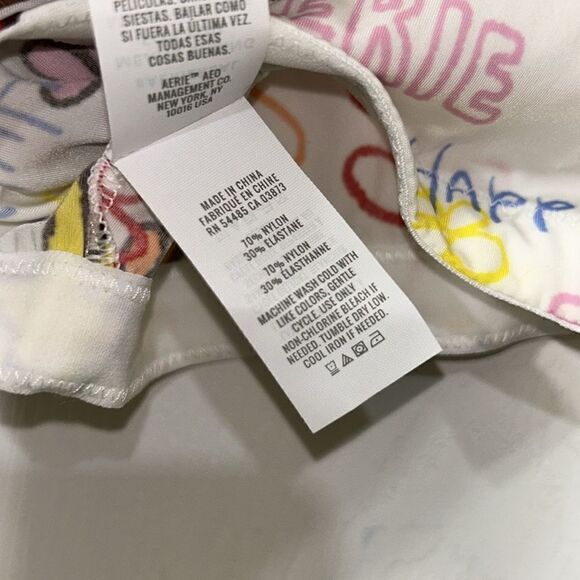 PELÍCULAS.
SIESTAS. BAILAR COMO
SI FUERA LA ÚLTIMA VEZ.
TODAS ESAS
COSAS BUENAS.
AERIE™ AEO
MANAGEMENT CO.
NEW YORK, NY
10016 USA
MADE IN CHINA
FABRIQUÉ EN CHINE
RN 54485 CA 03873
70% NYLON
30% ELASTANE
70% NYLON
30% ÉLASTHANNE
MACHINE WASH COLD WITH
LIKE COLORS, GENTLE
CYCLE. USE ONLY
NON-CHLORINE BLEACH IF
NEEDED. TUMBLE DRY LOW.
COOL IRON IF NEEDED.
ERIE
HAPP